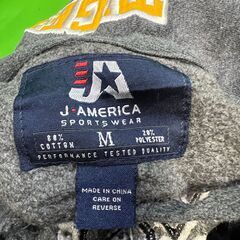 JA
J★AMERICA
SPORTSWEAR
80% COTTON M 20% POLYESTER
PERFORMANCE TESTED QUALITY
MADE IN CHINA
CARE ON
REVERSE